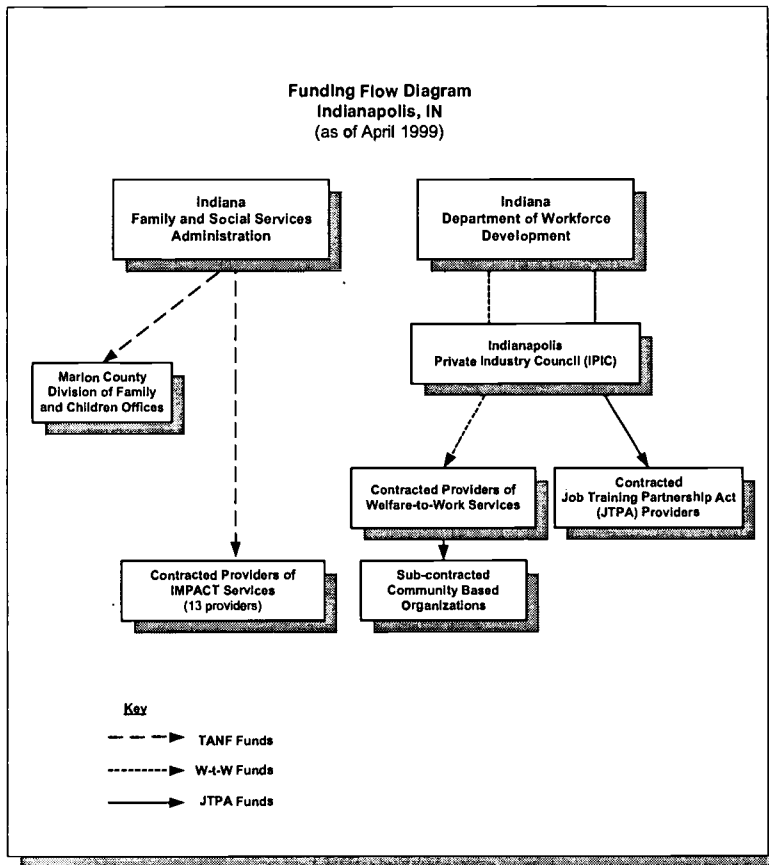 Funding Flow Diagram
Indianapolis, IN
(as of April 1999)
Indiana
Family and Social Services
Administration
Indiana
Department of Workforce
Development
Indianapolis
Private Industry Council (IPIC)
Marion County
Division of Family
and Children Offices
Contracted Providers of
Welfare-to-Work Services
Contracted
Job Training Partnership Act
(JTPA) Providers
Contracted Providers of
IMPACT Services
(13 providers)
Sub-contracted
Community Based
Organizations
Key
TANF Funds
W-t-W Funds
JTPA Funds